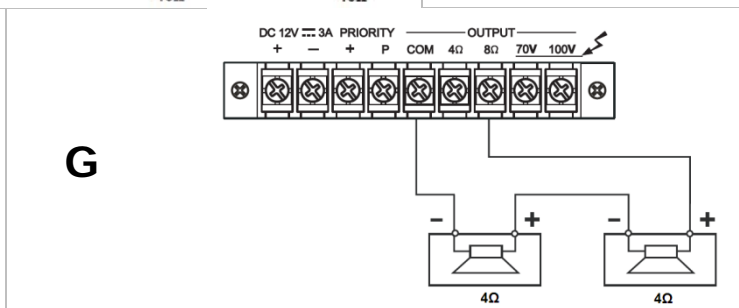 DC 12V ⎓ 3A PRIORITY OUTPUT
+ — + P COM 4Ω 8Ω 70V 100V
G
– + – +
4Ω 4Ω